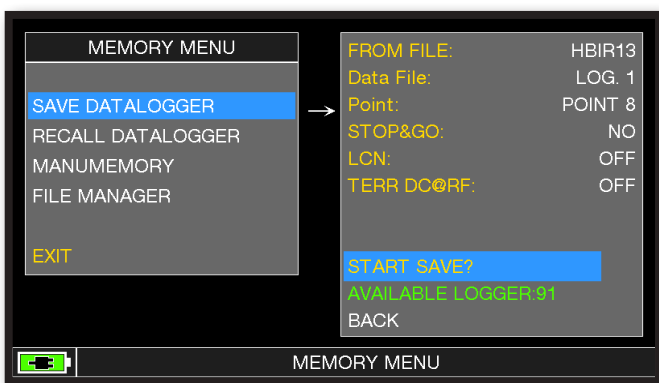 MEMORY MENU
SAVE DATALOGGER
RECALL DATALOGGER
MANUMEMORY
FILE MANAGER
EXIT
FROM FILE: HBIR13
Data File: LOG. 1
Point: POINT 8
STOP&GO: NO
LCN: OFF
TERR DC@RF: OFF
START SAVE?
AVAILABLE LOGGER:91
BACK
MEMORY MENU